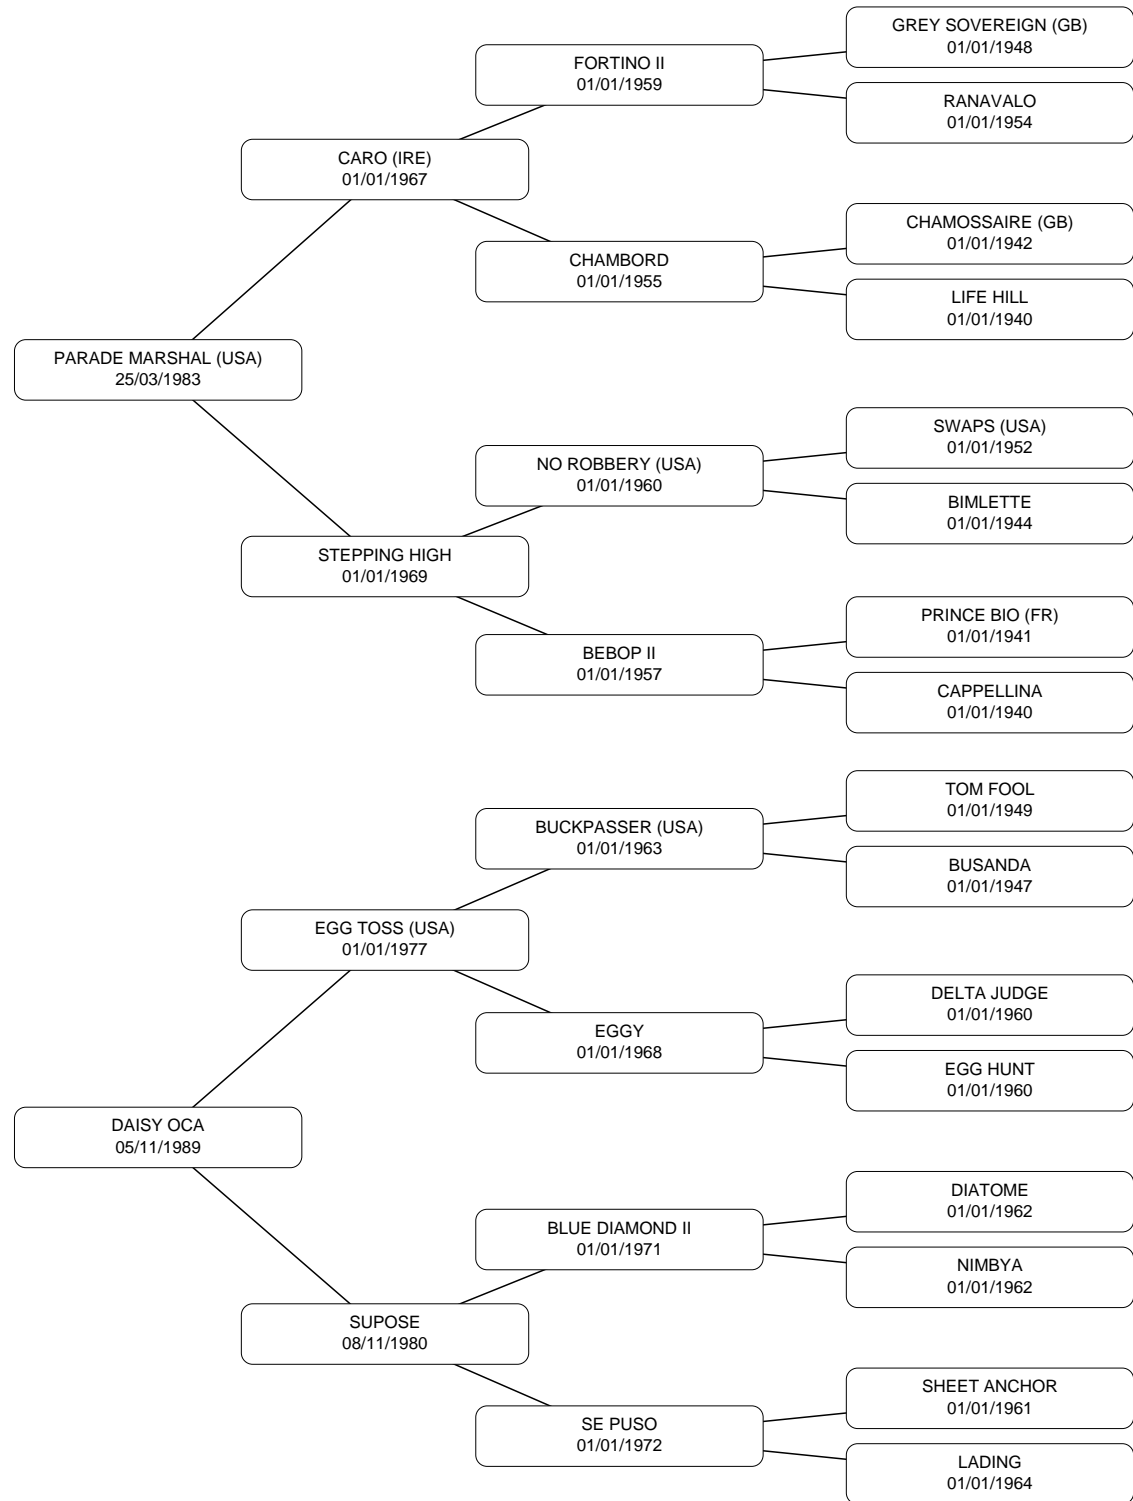 GREY SOVEREIGN (GB)
01/01/1948
FORTINO II
01/01/1959
RANAVALO
01/01/1954
CARO (IRE)
01/01/1967
CHAMOSSAIRE (GB)
01/01/1942
CHAMBORD
01/01/1955
LIFE HILL
01/01/1940
PARADE MARSHAL (USA)
25/03/1983
SWAPS (USA)
01/01/1952
NO ROBBERY (USA)
01/01/1960
BIMLETTE
01/01/1944
STEPPING HIGH
01/01/1969
PRINCE BIO (FR)
01/01/1941
BEBOP II
01/01/1957
CAPPELLINA
01/01/1940
TOM FOOL
01/01/1949
BUCKPASSER (USA)
01/01/1963
BUSANDA
01/01/1947
EGG TOSS (USA)
01/01/1977
DELTA JUDGE
01/01/1960
EGGY
01/01/1968
EGG HUNT
01/01/1960
DAISY OCA
05/11/1989
DIATOME
01/01/1962
BLUE DIAMOND II
01/01/1971
NIMBYA
01/01/1962
SUPOSE
08/11/1980
SHEET ANCHOR
01/01/1961
SE PUSO
01/01/1972
LADING
01/01/1964